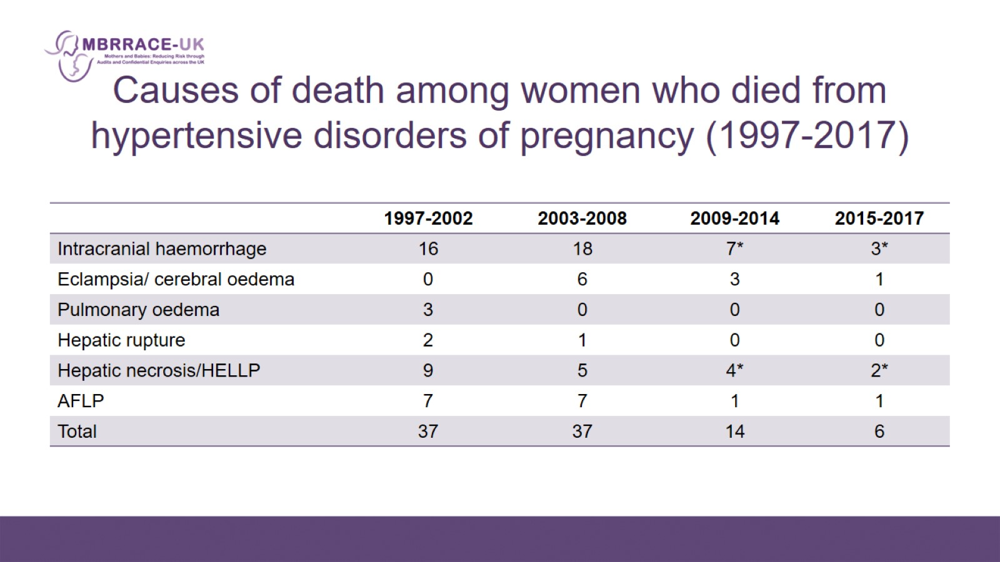 MBRRACE-UK
Mothers and Babies: Reducing Risk through
Audits and Confidential Enquiries across the UK
Causes of death among women who died from
hypertensive disorders of pregnancy (1997-2017)
1997-2002 2003-2008 2009-2014 2015-2017
Intracranial haemorrhage 16 18 7* 3*
Eclampsia/ cerebral oedema 0 6 3 1
Pulmonary oedema 3 0 0 0
Hepatic rupture 2 1 0 0
Hepatic necrosis/HELLP 9 5 4* 2*
AFLP 7 7 1 1
Total 37 37 14 6